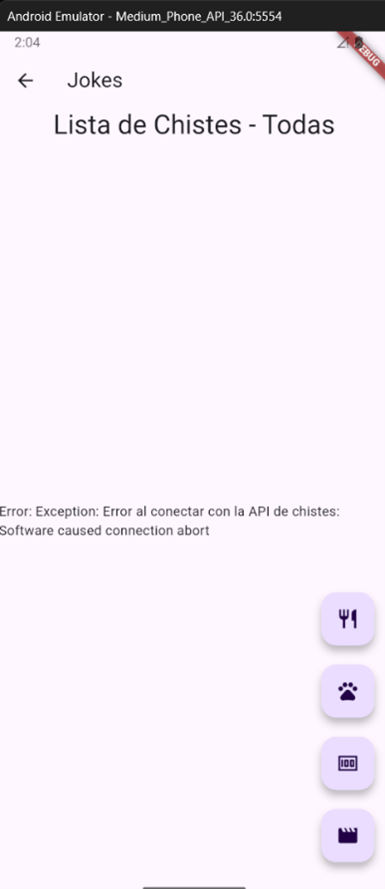 Android Emulator - Medium_Phone_API_36.0:5554
2:04
DEBUG
Jokes
Lista de Chistes - Todas
Error: Exception: Error al conectar con la API de chistes:
Software caused connection abort
100